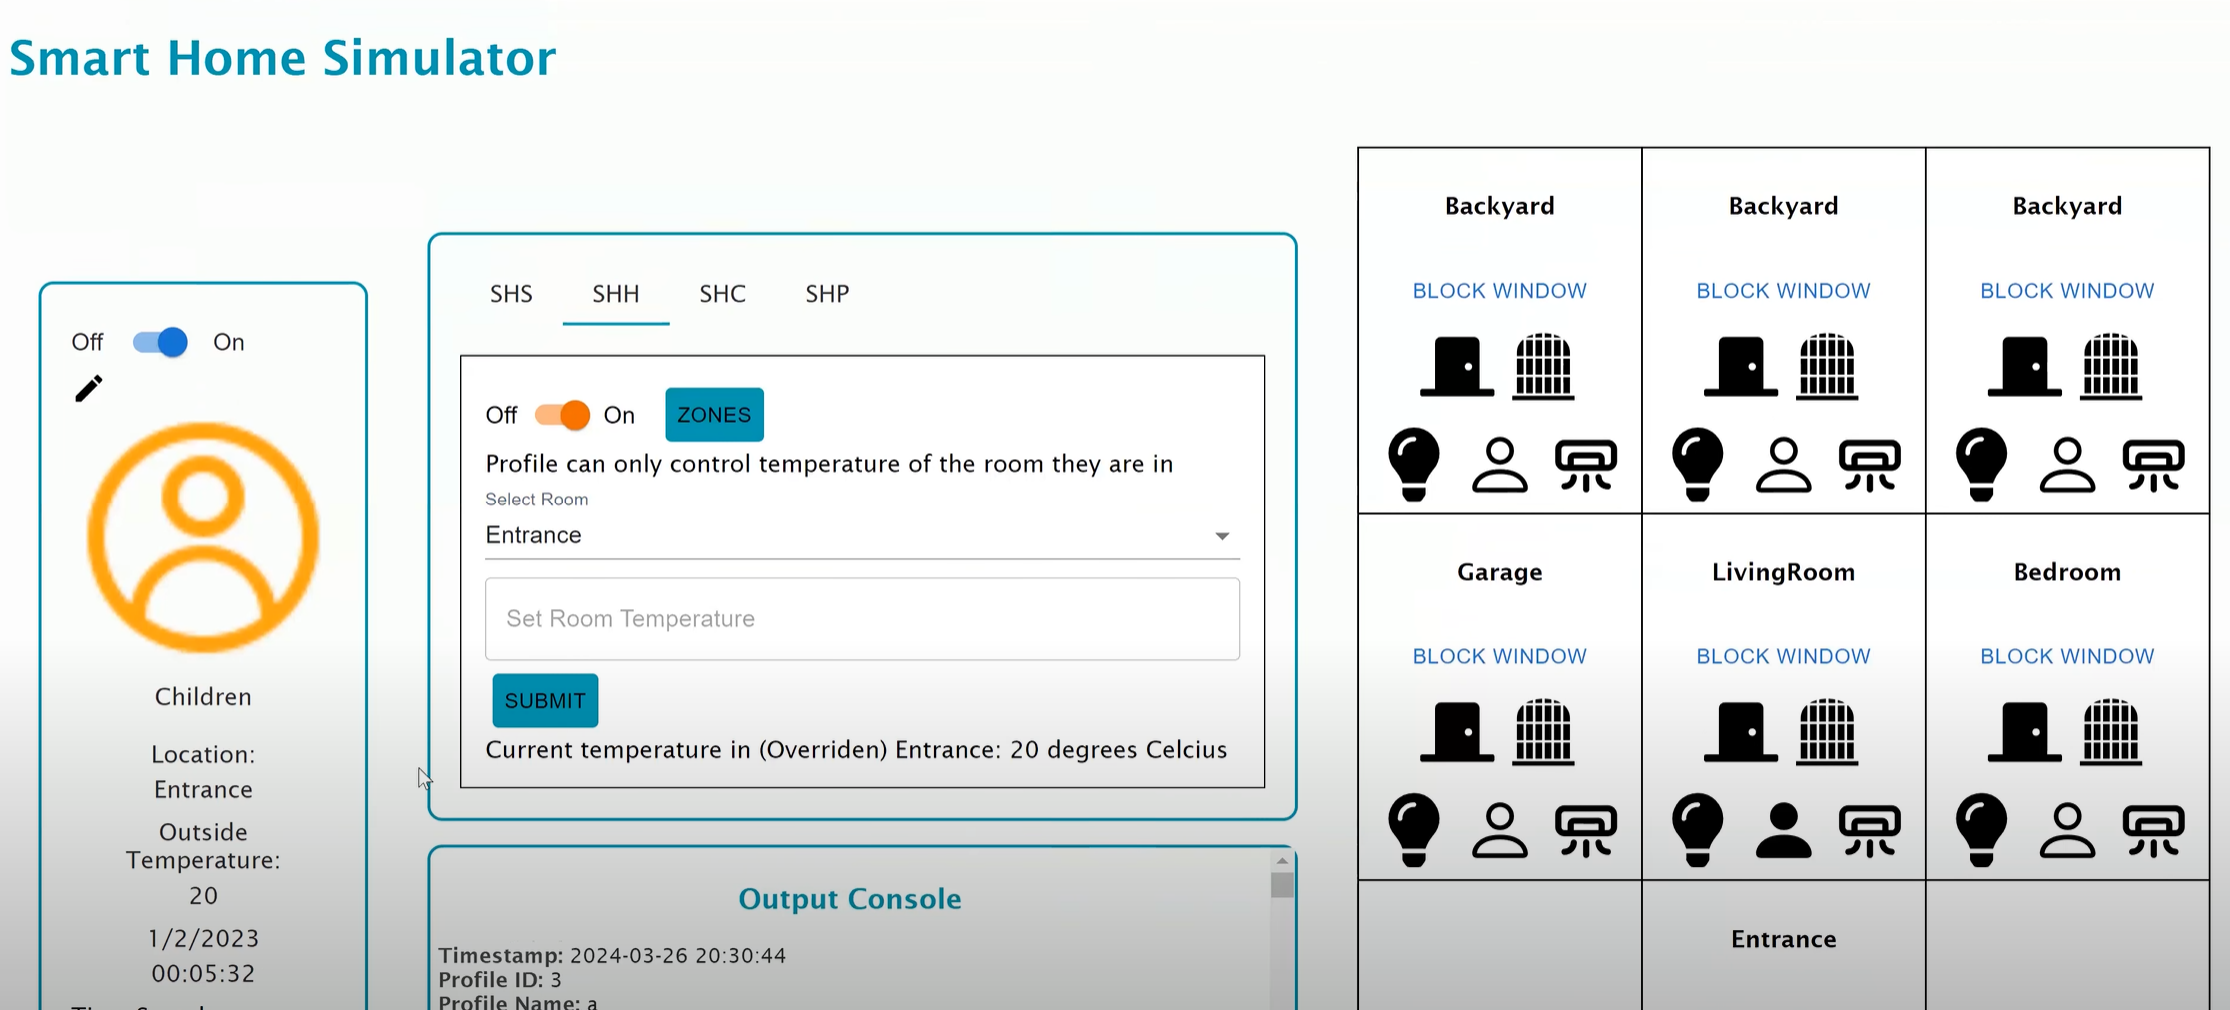 Smart Home Simulator
Off On
Children
Location:
Entrance
Outside
Temperature:
20
1/2/2023
00:05:32
SHS SHH SHC SHP
Off On ZONES
Profile can only control temperature of the room they are in
Select Room
Entrance
Set Room Temperature
SUBMIT
Current temperature in (Overriden) Entrance: 20 degrees Celcius
Output Console
Timestamp: 2024-03-26 20:30:44
Profile ID: 3
Profile Name: a
Backyard Backyard Backyard
BLOCK WINDOW BLOCK WINDOW BLOCK WINDOW
Garage LivingRoom Bedroom
BLOCK WINDOW BLOCK WINDOW BLOCK WINDOW
Entrance